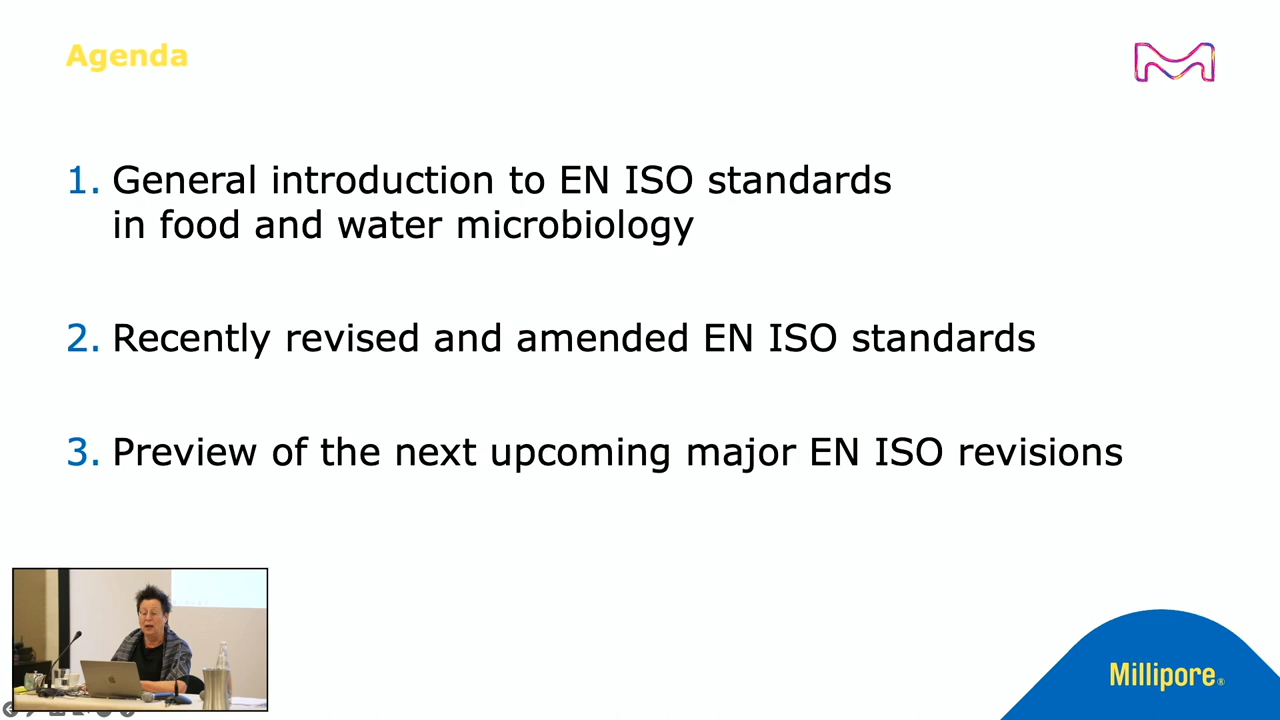 Agenda
1. General introduction to EN ISO standards
in food and water microbiology
2. Recently revised and amended EN ISO standards
3. Preview of the next upcoming major EN ISO revisions
Millipore®